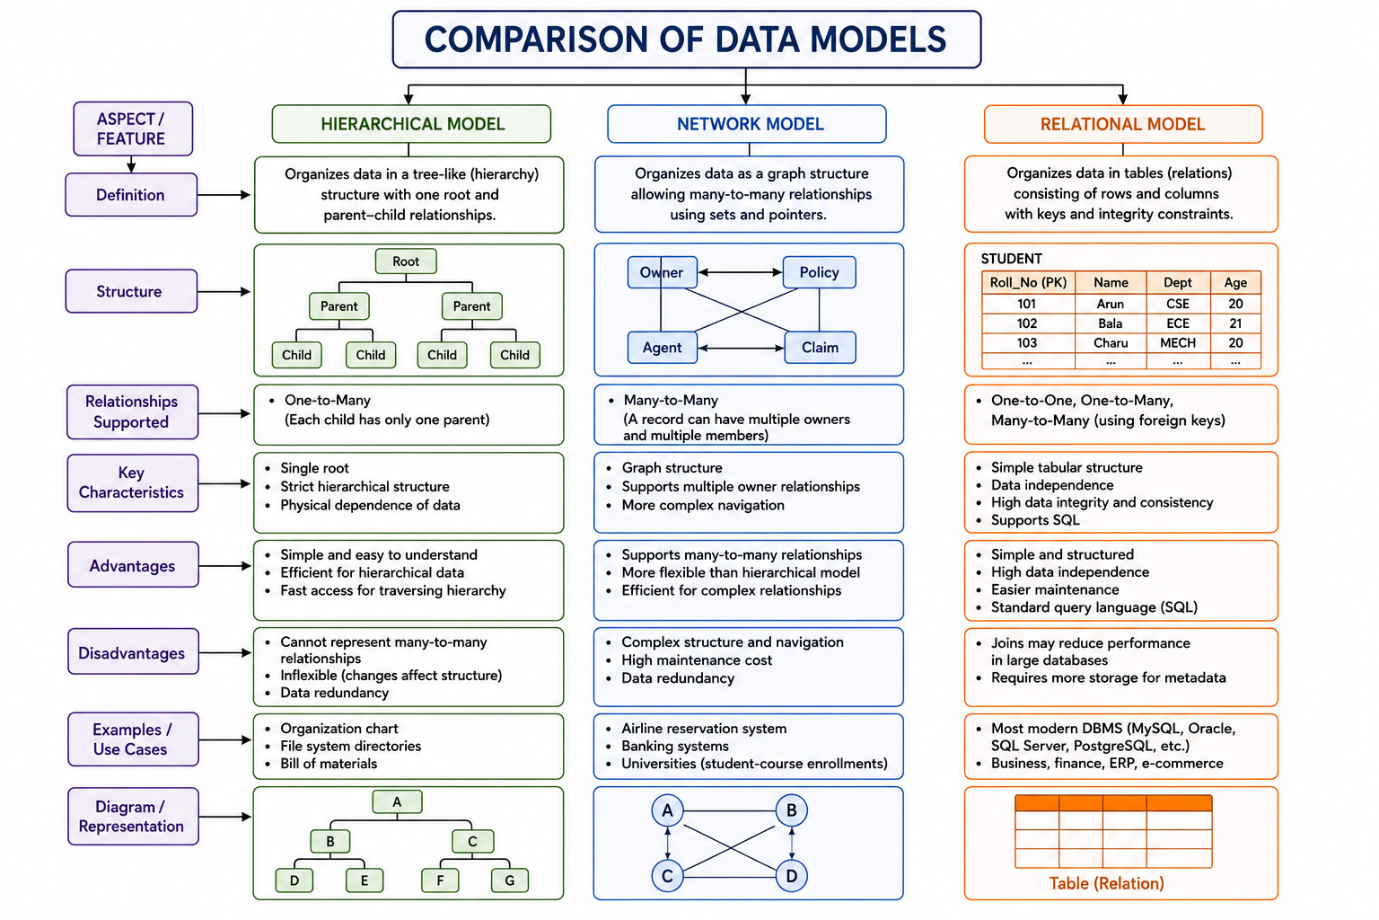 COMPARISON OF DATA MODELS
ASPECT /
FEATURE
HIERARCHICAL MODEL
NETWORK MODEL
RELATIONAL MODEL
Definition
Organizes data in a tree-like (hierarchy)
structure with one root and
parent–child relationships.
Organizes data as a graph structure
allowing many-to-many relationships
using sets and pointers.
Organizes data in tables (relations)
consisting of rows and columns
with keys and integrity constraints.
Structure
Root
Parent Parent
Child Child Child Child
Owner Policy
Agent Claim
STUDENT
Roll_No (PK) Name Dept Age
101 Arun CSE 20
102 Bala ECE 21
103 Charu MECH 20
... ... ... ...
Relationships
Supported
• One-to-Many
(Each child has only one parent)
• Many-to-Many
(A record can have multiple owners
and multiple members)
• One-to-One, One-to-Many,
Many-to-Many (using foreign keys)
Key
Characteristics
• Single root
• Strict hierarchical structure
• Physical dependence of data
• Graph structure
• Supports multiple owner relationships
• More complex navigation
• Simple tabular structure
• Data independence
• High data integrity and consistency
• Supports SQL
Advantages
• Simple and easy to understand
• Efficient for hierarchical data
• Fast access for traversing hierarchy
• Supports many-to-many relationships
• More flexible than hierarchical model
• Efficient for complex relationships
• Simple and structured
• High data independence
• Easier maintenance
• Standard query language (SQL)
Disadvantages
• Cannot represent many-to-many
relationships
• Inflexible (changes affect structure)
• Data redundancy
• Complex structure and navigation
• High maintenance cost
• Data redundancy
• Joins may reduce performance
in large databases
• Requires more storage for metadata
Examples /
Use Cases
• Organization chart
• File system directories
• Bill of materials
• Airline reservation system
• Banking systems
• Universities (student-course enrollments)
• Most modern DBMS (MySQL, Oracle,
SQL Server, PostgreSQL, etc.)
• Business, finance, ERP, e-commerce
Diagram /
Representation
A
B C
D E F G
A B
C D
Table (Relation)